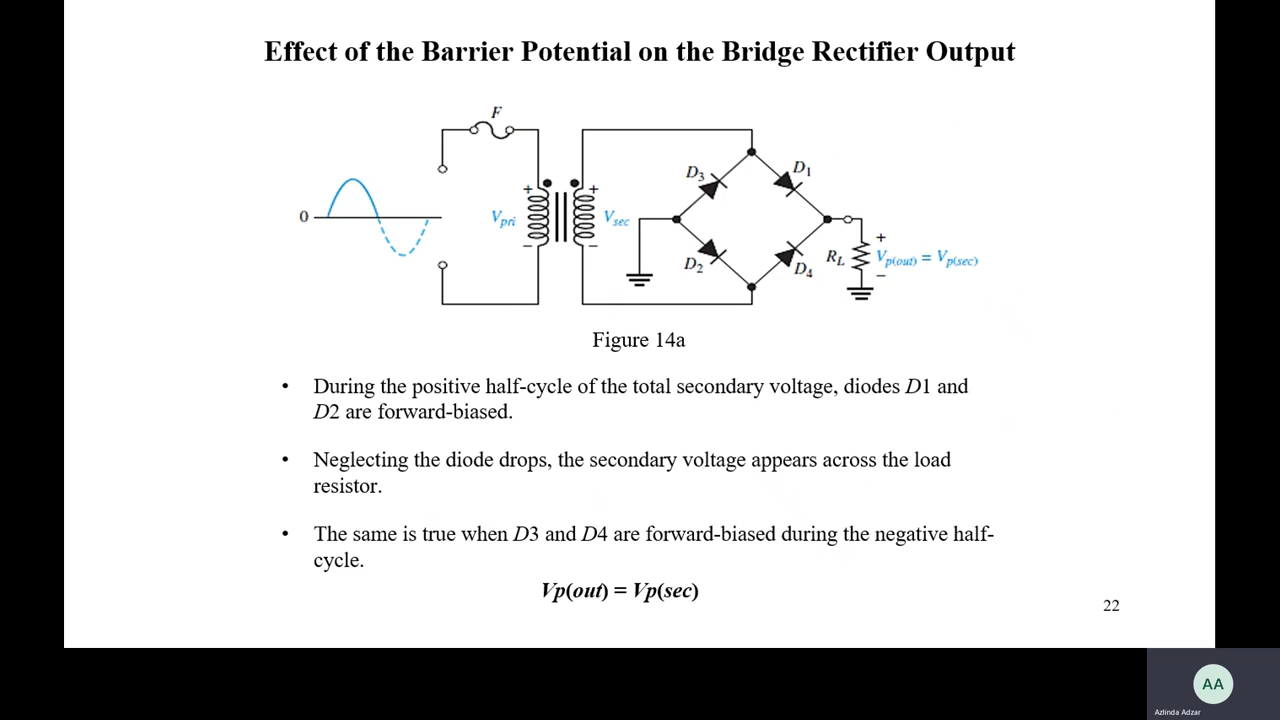 Effect of the Barrier Potential on the Bridge Rectifier Output
F
D3
D1
0
+
Vpri
−
+
Vsec
−
D2
D4
RL
+
Vp(out) = Vp(sec)
−
Figure 14a
• During the positive half-cycle of the total secondary voltage, diodes D1 and
D2 are forward-biased.
• Neglecting the diode drops, the secondary voltage appears across the load
resistor.
• The same is true when D3 and D4 are forward-biased during the negative half-
cycle.
Vp(out) = Vp(sec)
22
AA
Azlinda Adzar